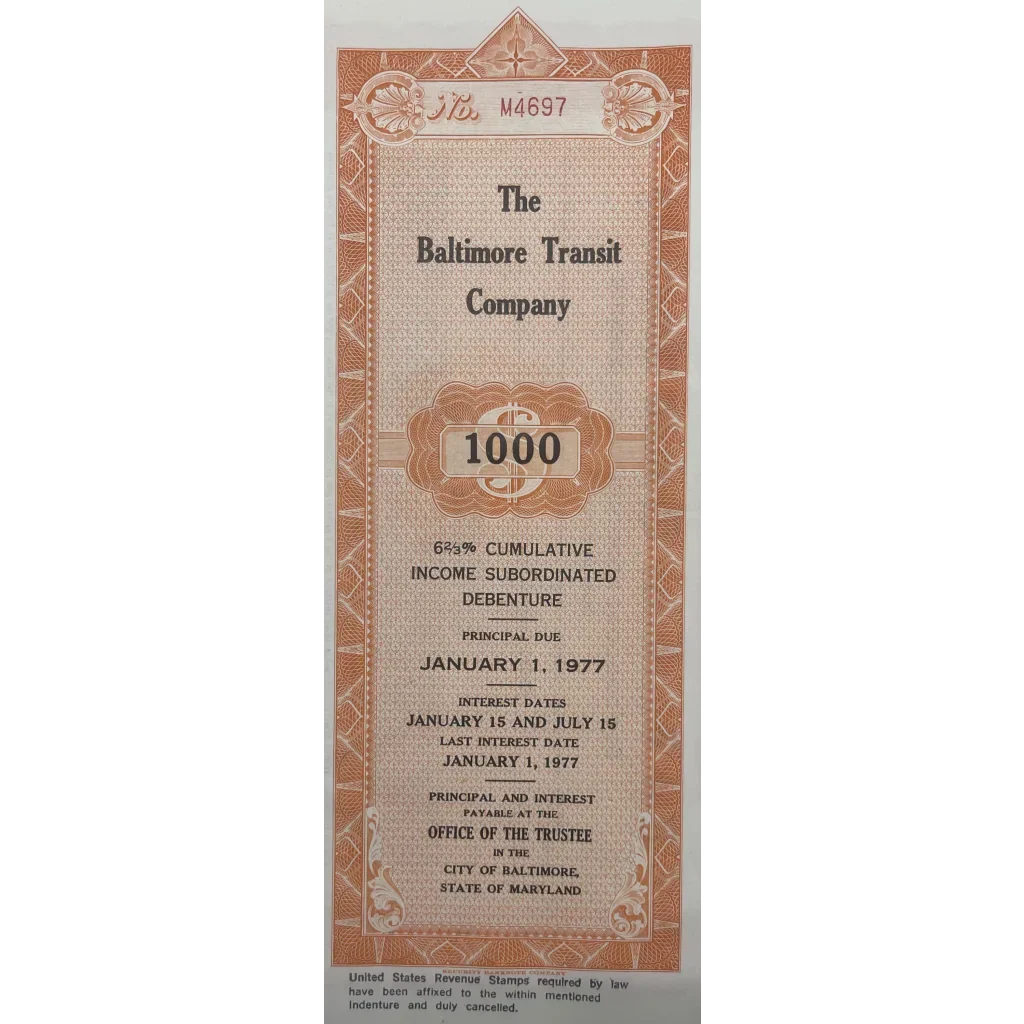 No. M4697
The
Baltimore Transit
Company
$
1000
6⅔% CUMULATIVE
INCOME SUBORDINATED
DEBENTURE
PRINCIPAL DUE
JANUARY 1, 1977
INTEREST DATES
JANUARY 15 AND JULY 15
LAST INTEREST DATE
JANUARY 1, 1977
PRINCIPAL AND INTEREST
PAYABLE AT THE
OFFICE OF THE TRUSTEE
IN THE
CITY OF BALTIMORE,
STATE OF MARYLAND
SECURITY BANKNOTE COMPANY
United States Revenue Stamps required by law
have been affixed to the within mentioned
Indenture and duly cancelled.